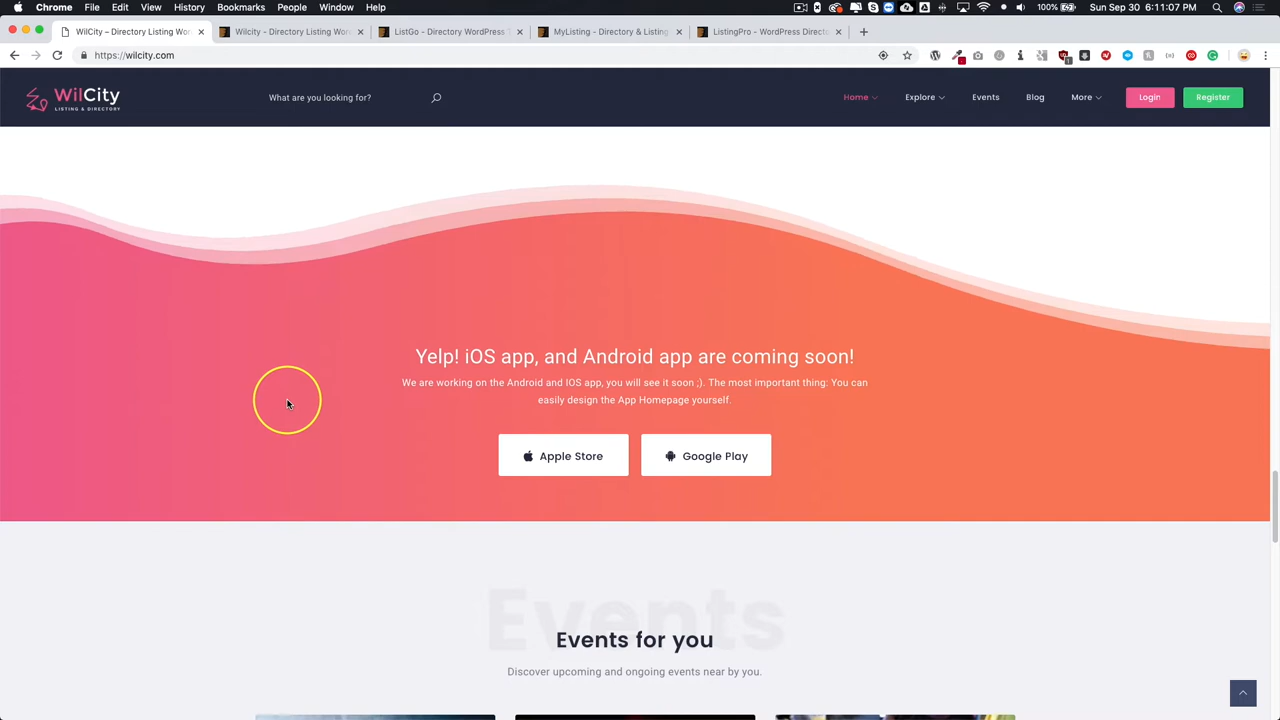 Chrome File Edit View History Bookmarks People Window Help
100% Sun Sep 30 6:11:07 PM
WilCity – Directory Listing Wor
Wilcity - Directory Listing Work
ListGo - Directory WordPress T
MyListing - Directory & Listing
ListingPro - WordPress Directo
https://wilcity.com
WilCity
LISTING & DIRECTORY
What are you looking for?
Home Explore Events Blog More Login Register
Yelp! iOS app, and Android app are coming soon!
We are working on the Android and IOS app, you will see it soon ;). The most important thing: You can
easily design the App Homepage yourself.
Apple Store Google Play
Events
Events for you
Discover upcoming and ongoing events near by you.